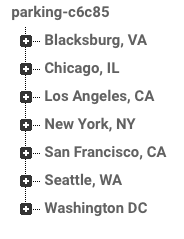 parking-c6c85
Blacksburg, VA
Chicago, IL
Los Angeles, CA
New York, NY
San Francisco, CA
Seattle, WA
Washington DC